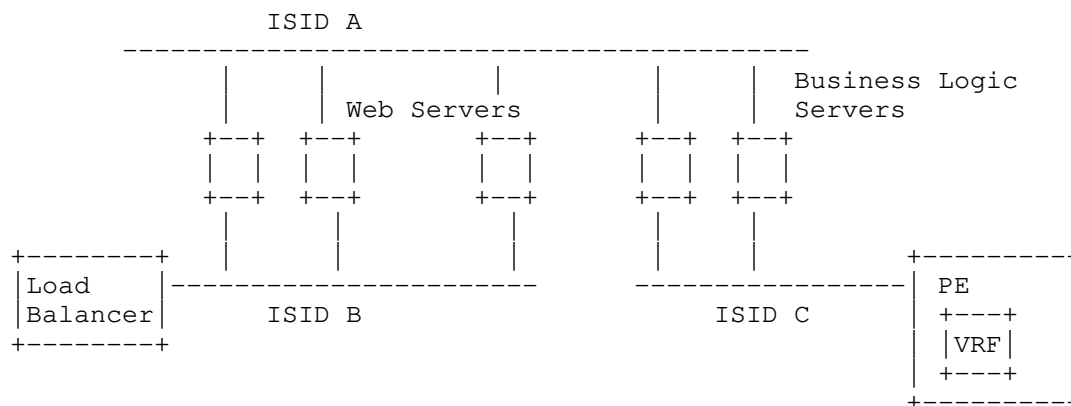 ISID A
Business Logic
Web Servers Servers
Load PE
Balancer ISID B ISID C
VRF